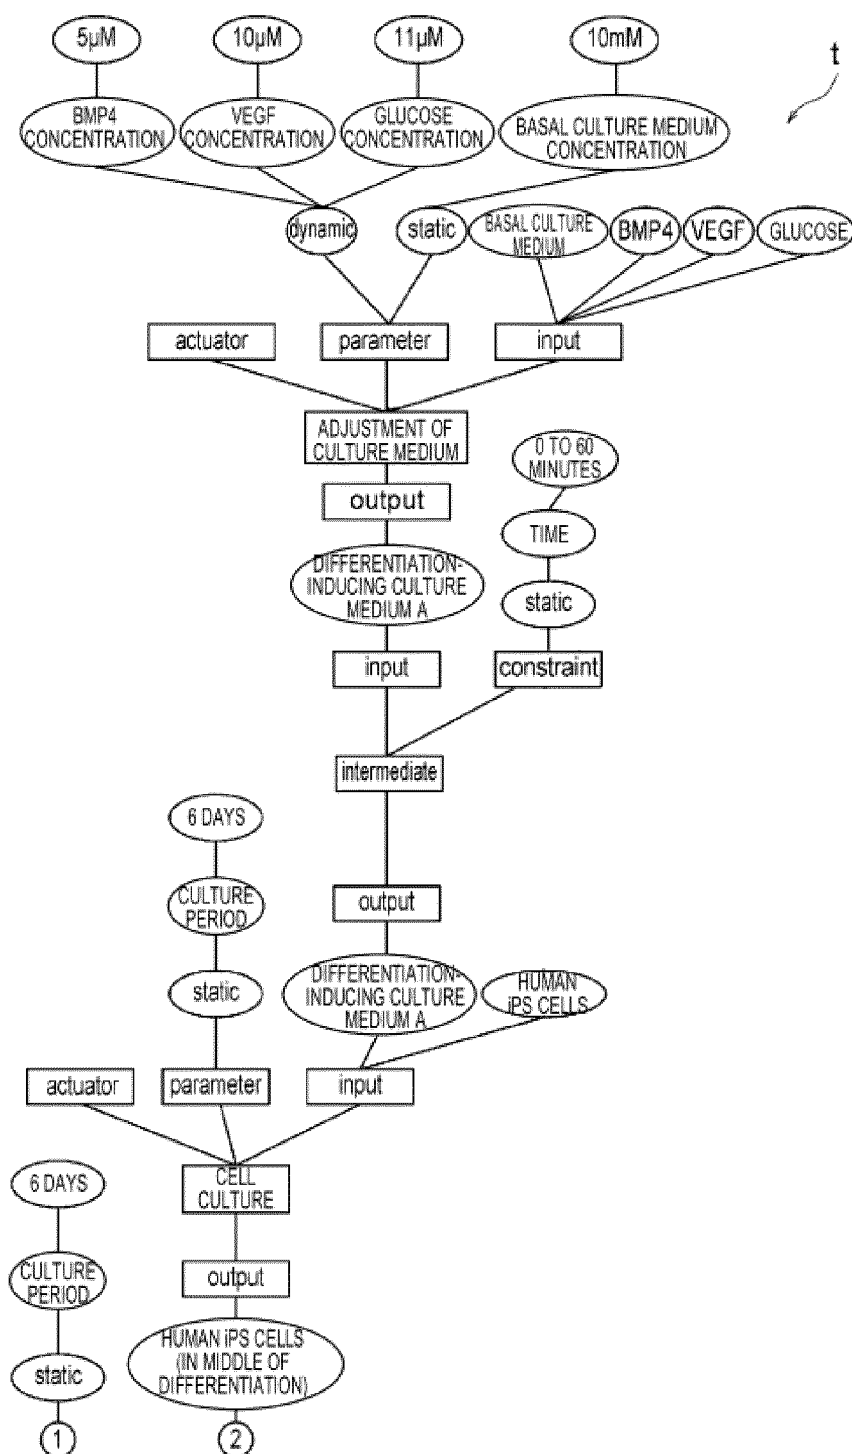 5µM
10µM
11µM
10mM
t
BMP4
CONCENTRATION
VEGF
CONCENTRATION
GLUCOSE
CONCENTRATION
BASAL CULTURE MEDIUM
CONCENTRATION
dynamic
static
BASAL CULTURE
MEDIUM
BMP4
VEGF
GLUCOSE
actuator
parameter
input
ADJUSTMENT OF
CULTURE MEDIUM
0 TO 60
MINUTES
output
TIME
DIFFERENTIATION-
INDUCING CULTURE
MEDIUM A
static
input
constraint
intermediate
6 DAYS
CULTURE
PERIOD
output
static
DIFFERENTIATION-
INDUCING CULTURE
MEDIUM A
HUMAN
iPS CELLS
actuator
parameter
input
6 DAYS
CELL
CULTURE
CULTURE
PERIOD
output
static
HUMAN iPS CELLS
(IN MIDDLE OF
DIFFERENTIATION)
1
2